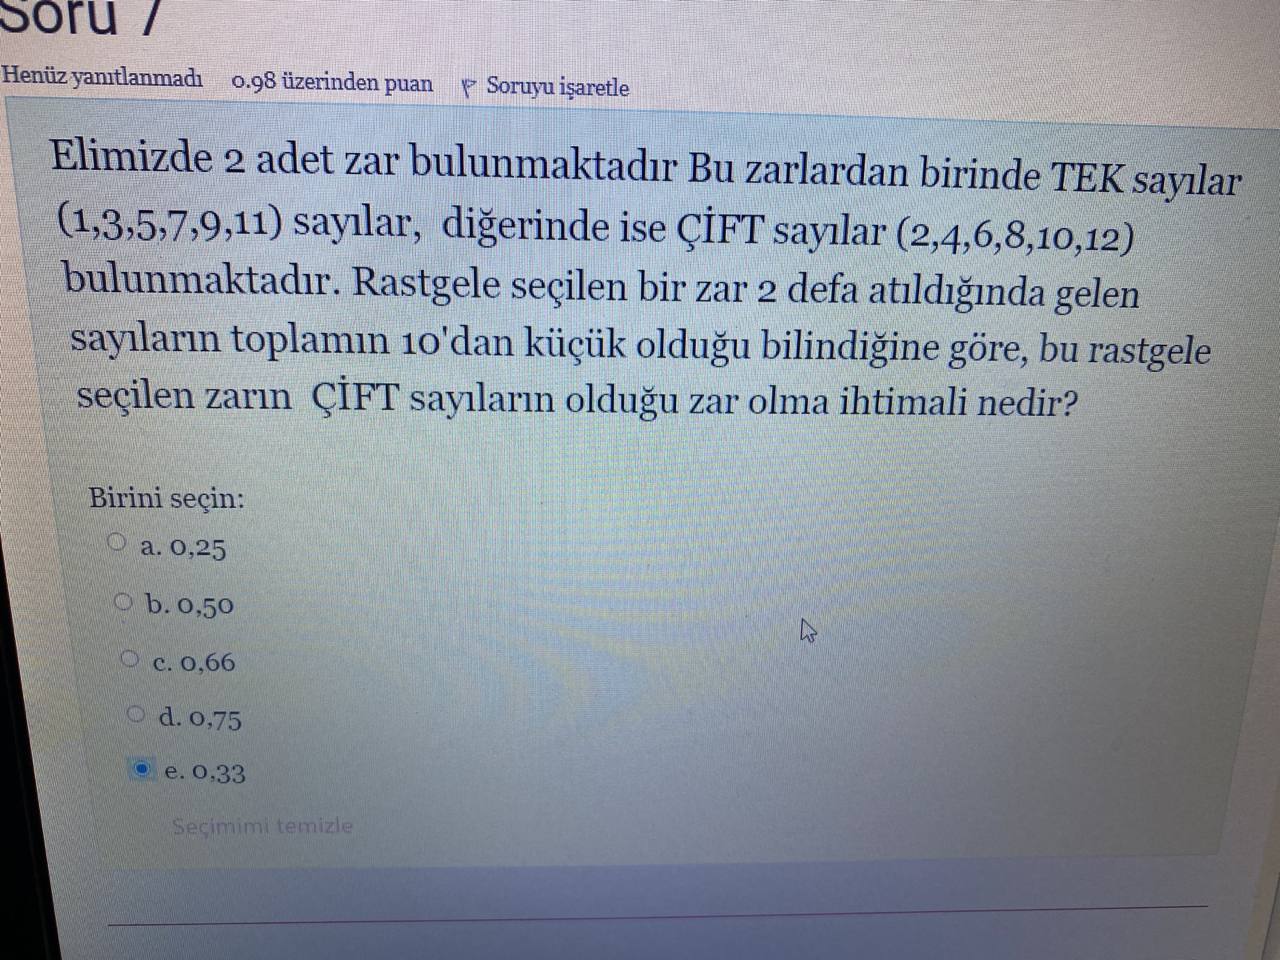 Soru 7
Henüz yanıtlanmadı 0.98 üzerinden puan Soruyu işaretle
Elimizde 2 adet zar bulunmaktadır Bu zarlardan birinde TEK sayılar
(1,3,5,7,9,11) sayılar, diğerinde ise ÇİFT sayılar (2,4,6,8,10,12)
bulunmaktadır. Rastgele seçilen bir zar 2 defa atıldığında gelen
sayıların toplamın 10'dan küçük olduğu bilindiğine göre, bu rastgele
seçilen zarın ÇİFT sayıların olduğu zar olma ihtimali nedir?
Birini seçin:
a. 0,25
b. 0,50
c. 0,66
d. 0,75
e. 0,33
Seçimimi temizle